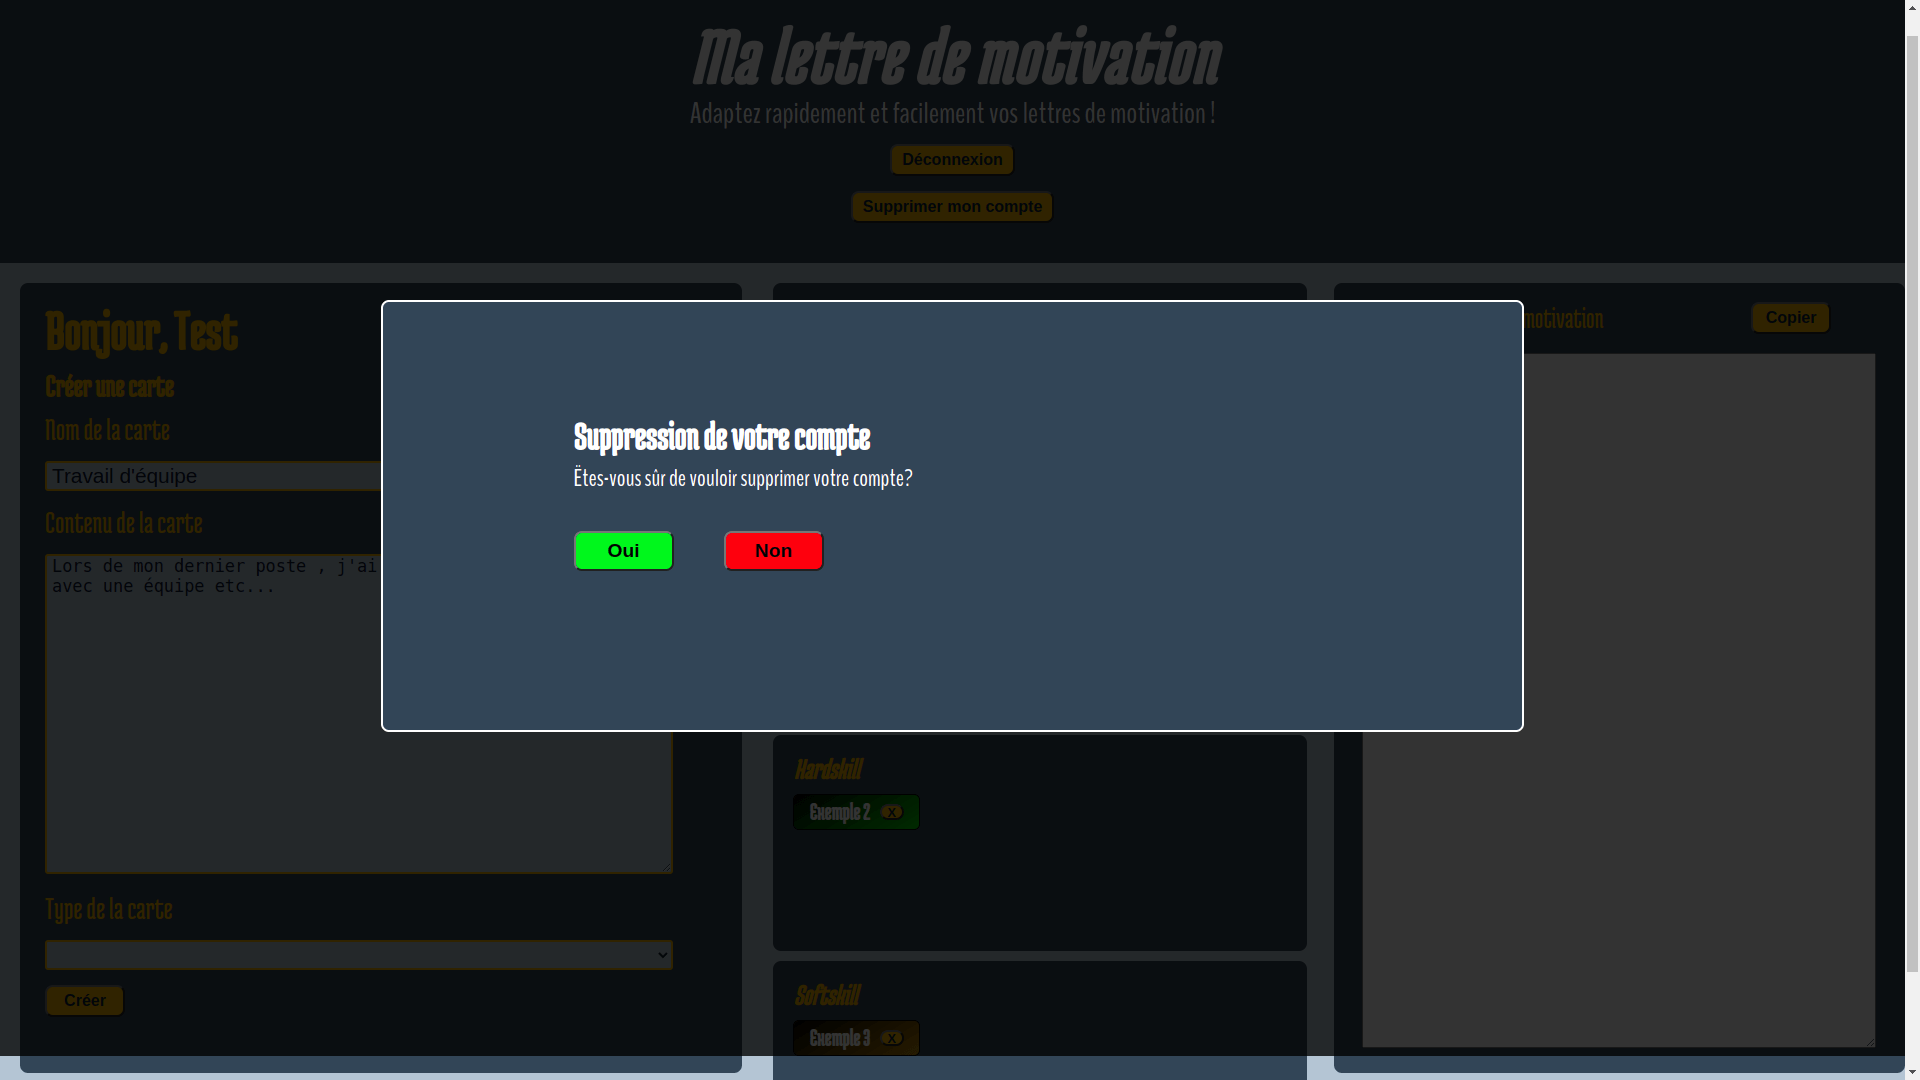 Ma lettre de motivation
Adaptez rapidement et facilement vos lettres de motivation !
Déconnexion
Supprimer mon compte
Bonjour, Test
Créer une carte
Nom de la carte
Travail d'équipe
Contenu de la carte
Lors de mon dernier poste , j'ai
avec une équipe etc...
Type de la carte
Créer
Suppression de votre compte
Ëtes-vous sûr de vouloir supprimer votre compte?
Oui
Non
Hardskill
Exemple 2 x
Softskill
Exemple 3 x
motivation
Copier